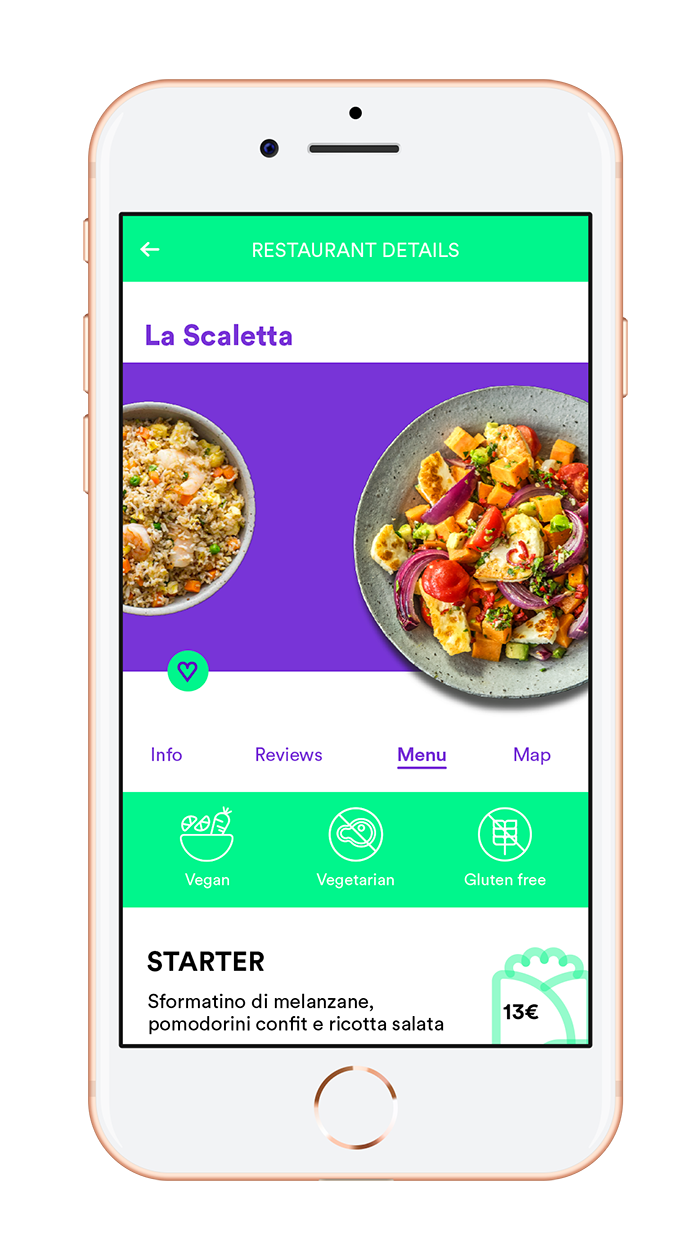 RESTAURANT DETAILS
La Scaletta
Info Reviews Menu Map
Vegan Vegetarian Gluten free
STARTER
Sformatino di melanzane,
pomodorini confit e ricotta salata
13€